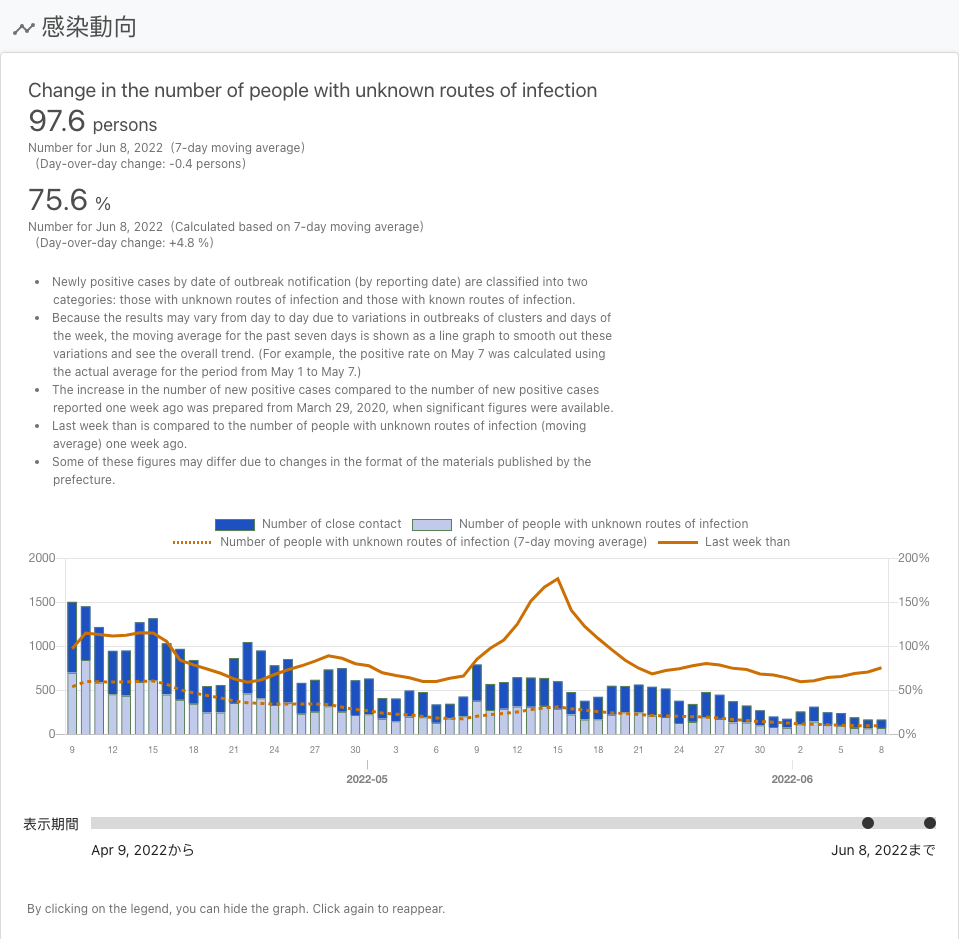 感染動向
Change in the number of people with unknown routes of infection
97.6 persons
Number for Jun 8, 2022 (7-day moving average)
(Day-over-day change: -0.4 persons)
75.6 %
Number for Jun 8, 2022 (Calculated based on 7-day moving average)
(Day-over-day change: +4.8 %)
• Newly positive cases by date of outbreak notification (by reporting date) are classified into two
categories: those with unknown routes of infection and those with known routes of infection.
• Because the results may vary from day to day due to variations in outbreaks of clusters and days of
the week, the moving average for the past seven days is shown as a line graph to smooth out these
variations and see the overall trend. (For example, the positive rate on May 7 was calculated using
the actual average for the period from May 1 to May 7.)
• The increase in the number of new positive cases compared to the number of new positive cases
reported one week ago was prepared from March 29, 2020, when significant figures were available.
• Last week than is compared to the number of people with unknown routes of infection (moving
average) one week ago.
• Some of these figures may differ due to changes in the format of the materials published by the
prefecture.
Number of close contact Number of people with unknown routes of infection
Number of people with unknown routes of infection (7-day moving average) Last week than
2000 200%
1500 150%
1000 100%
500 50%
0 0%
9 12 15 18 21 24 27 30 3 6 9 12 15 18 21 24 27 30 2 5 8
2022-05 2022-06
表示期間
Apr 9, 2022から Jun 8, 2022まで
By clicking on the legend, you can hide the graph. Click again to reappear.